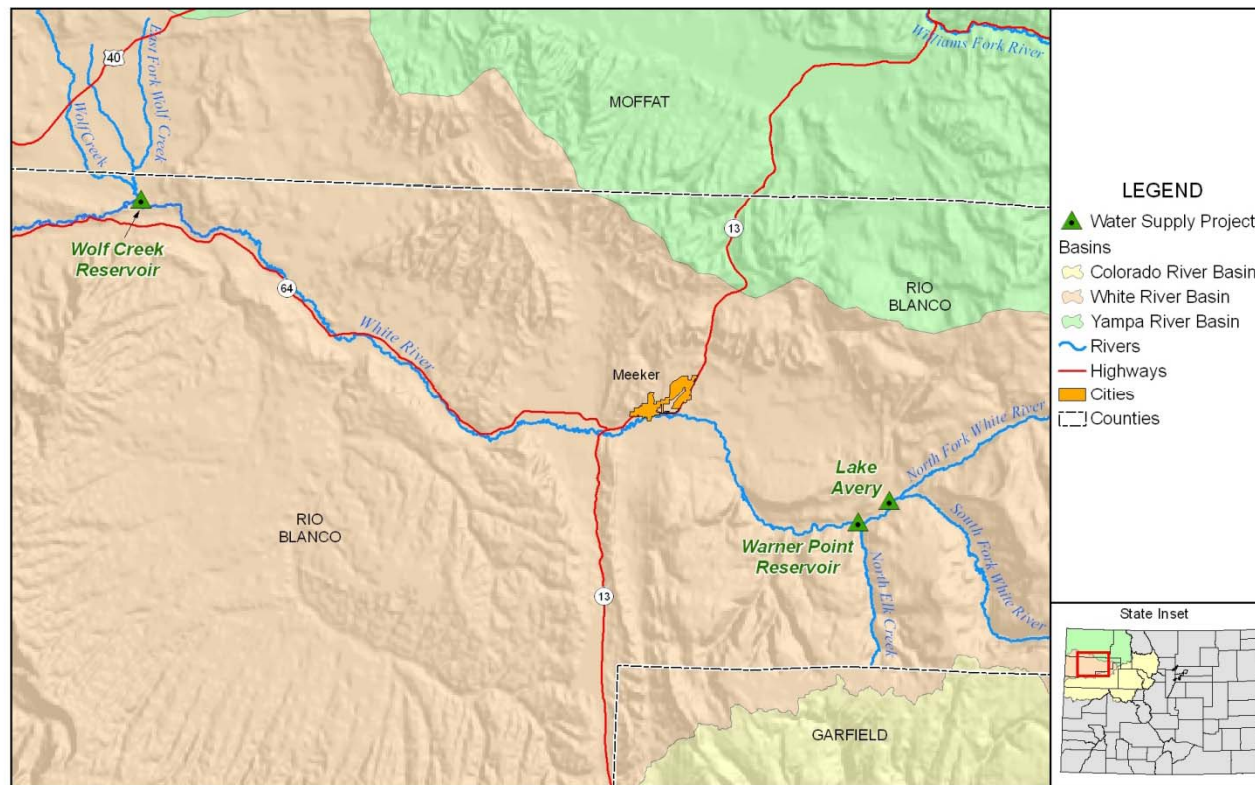 40
East Fork Wolf Creek
Wolf Creek
Williams Fork River
MOFFAT
Wolf Creek
Reservoir
13
64
RIO
BLANCO
White River
Meeker
North Fork White River
Lake
Avery
RIO
BLANCO
Warner Point
Reservoir
South Fork White River
North Elk Creek
13
GARFIELD
LEGEND
Water Supply Project
Basins
Colorado River Basin
White River Basin
Yampa River Basin
Rivers
Highways
Cities
Counties
State Inset